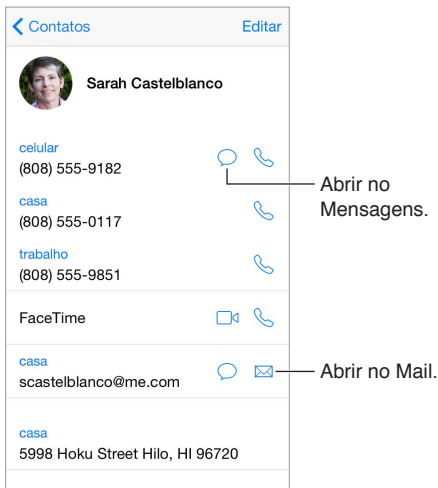 Contatos
Editar
Sarah Castelblanco
celular
(808) 555-9182
Abrir no
Mensagens.
casa
(808) 555-0117
trabalho
(808) 555-9851
FaceTime
casa
scastelblanco@me.com
Abrir no Mail.
casa
5998 Hoku Street Hilo, HI 96720